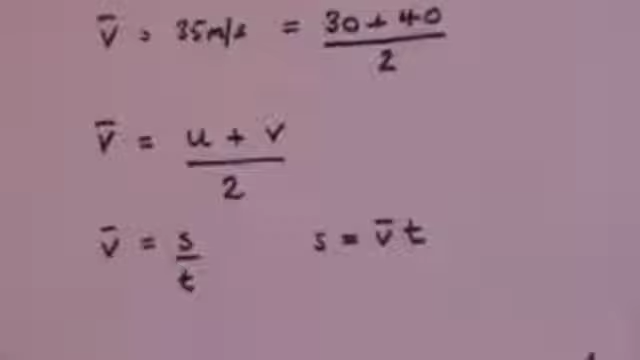 v̄ = 35m/s = (30 + 40)/2
v̄ = (u + v)/2
v̄ = s/t    s = v̄ t